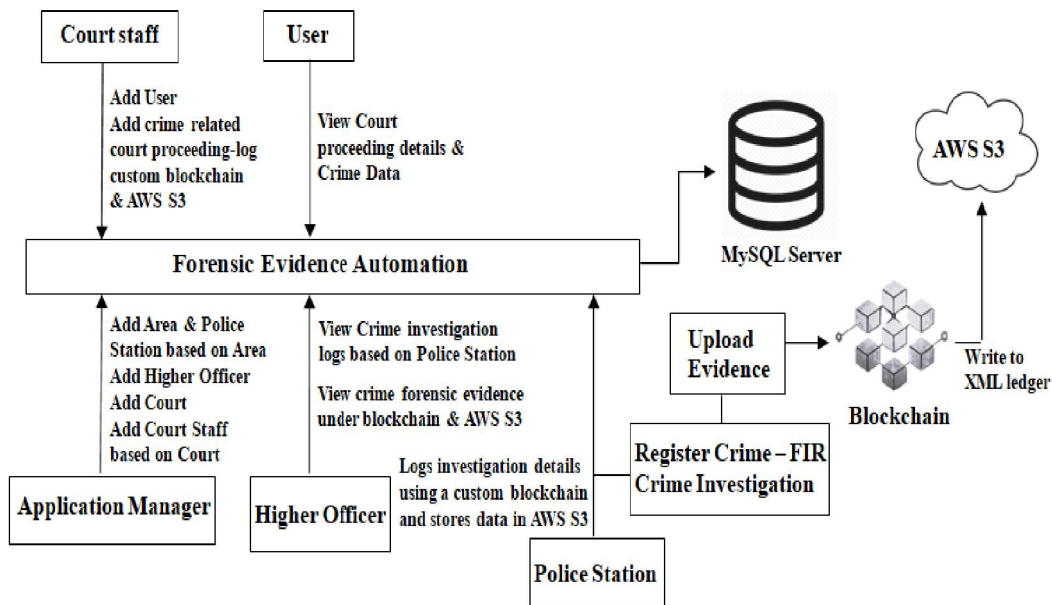 Court staff
User
Add User
Add crime related
court proceeding-log
custom blockchain
& AWS S3
View Court
proceeding details &
Crime Data
AWS S3
MySQL Server
Forensic Evidence Automation
Add Area & Police
Station based on Area
Add Higher Officer
Add Court
Add Court Staff
based on Court
View Crime investigation
logs based on Police Station
View crime forensic evidence
under blockchain & AWS S3
Upload
Evidence
Blockchain
Write to
XML ledger
Register Crime – FIR
Crime Investigation
Logs investigation details
using a custom blockchain
and stores data in AWS S3
Application Manager
Higher Officer
Police Station